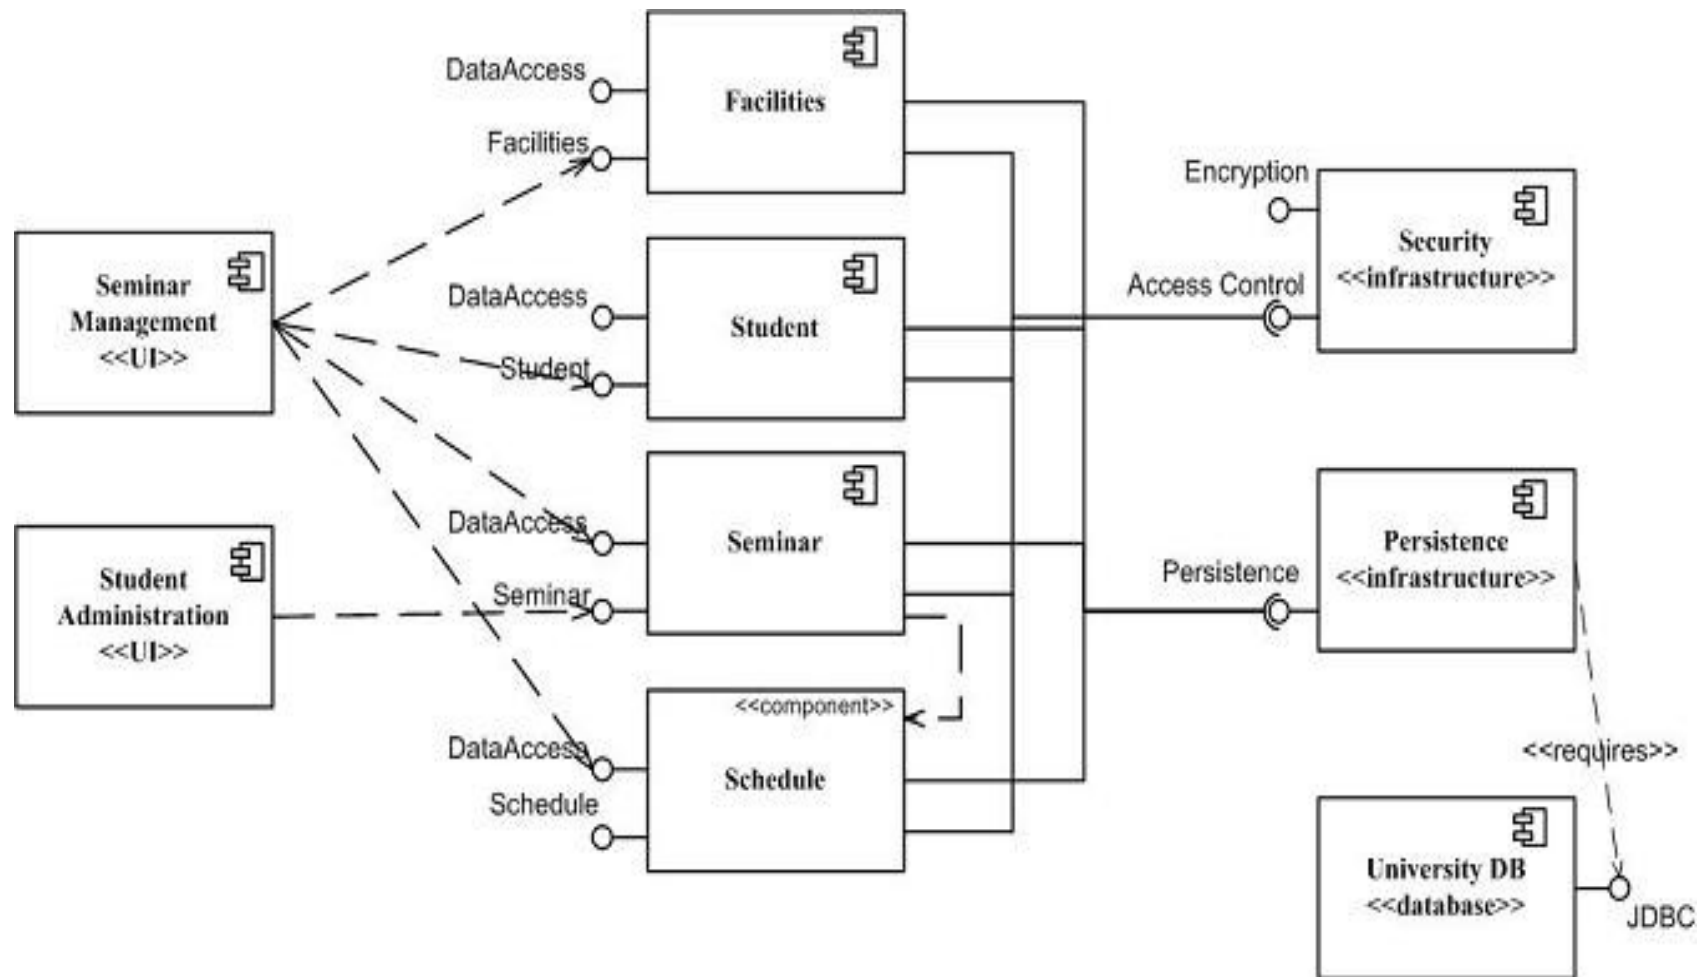 DataAccess
Facilities
Facilities
Encryption
Security
<<infrastructure>>
Access Control
Seminar
Management
<<UI>>
DataAccess
Student
Student
DataAccess
Seminar
Seminar
Student
Administration
<<UI>>
Persistence
Persistence
<<infrastructure>>
<<component>>
DataAccess
Schedule
Schedule
<<requires>>
University DB
<<database>>
JDBC